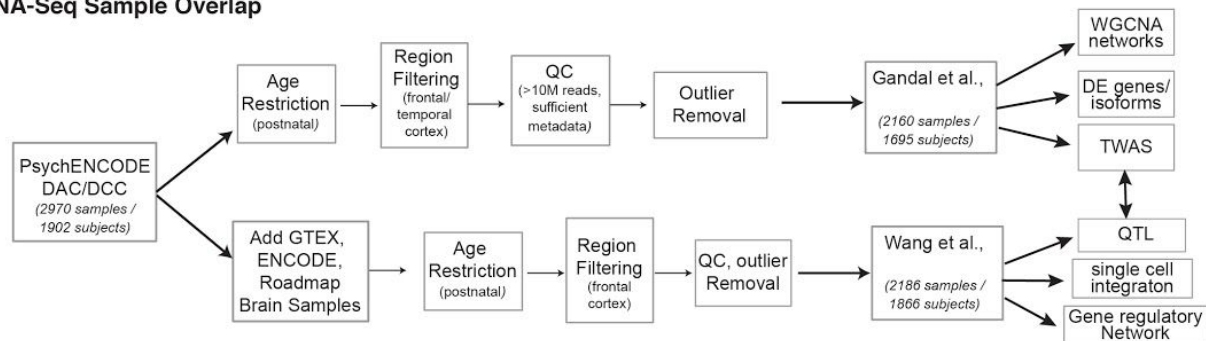 NA-Seq Sample Overlap
PsychENCODE
DAC/DCC
(2970 samples /
1902 subjects)
Age
Restriction
(postnatal)
Region
Filtering
(frontal/
temporal
cortex)
QC
(>10M reads,
sufficient
metadata)
Outlier
Removal
Gandal et al.,
(2160 samples /
1695 subjects)
WGCNA
networks
DE genes/
isoforms
TWAS
Add GTEX,
ENCODE,
Roadmap
Brain Samples
Age
Restriction
(postnatal)
Region
Filtering
(frontal
cortex)
QC, outlier
Removal
Wang et al.,
(2186 samples /
1866 subjects)
QTL
single cell
integraton
Gene regulatory
Network